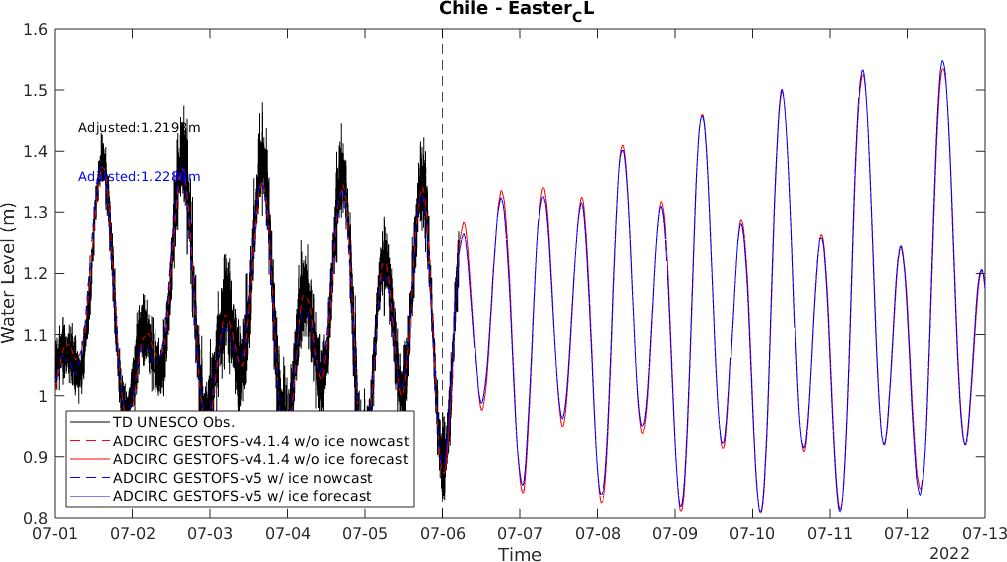 Chile - Easter_CL
Water Level (m)
1.6
1.5
1.4
1.3
1.2
1.1
1
0.9
0.8
Adjusted:1.219 m
Adjusted:1.228 m
TD UNESCO Obs.
ADCIRC GESTOFS-v4.1.4 w/o ice nowcast
ADCIRC GESTOFS-v4.1.4 w/o ice forecast
ADCIRC GESTOFS-v5 w/ ice nowcast
ADCIRC GESTOFS-v5 w/ ice forecast
07-01 07-02 07-03 07-04 07-05 07-06 07-07 07-08 07-09 07-10 07-11 07-12 07-13
Time
2022